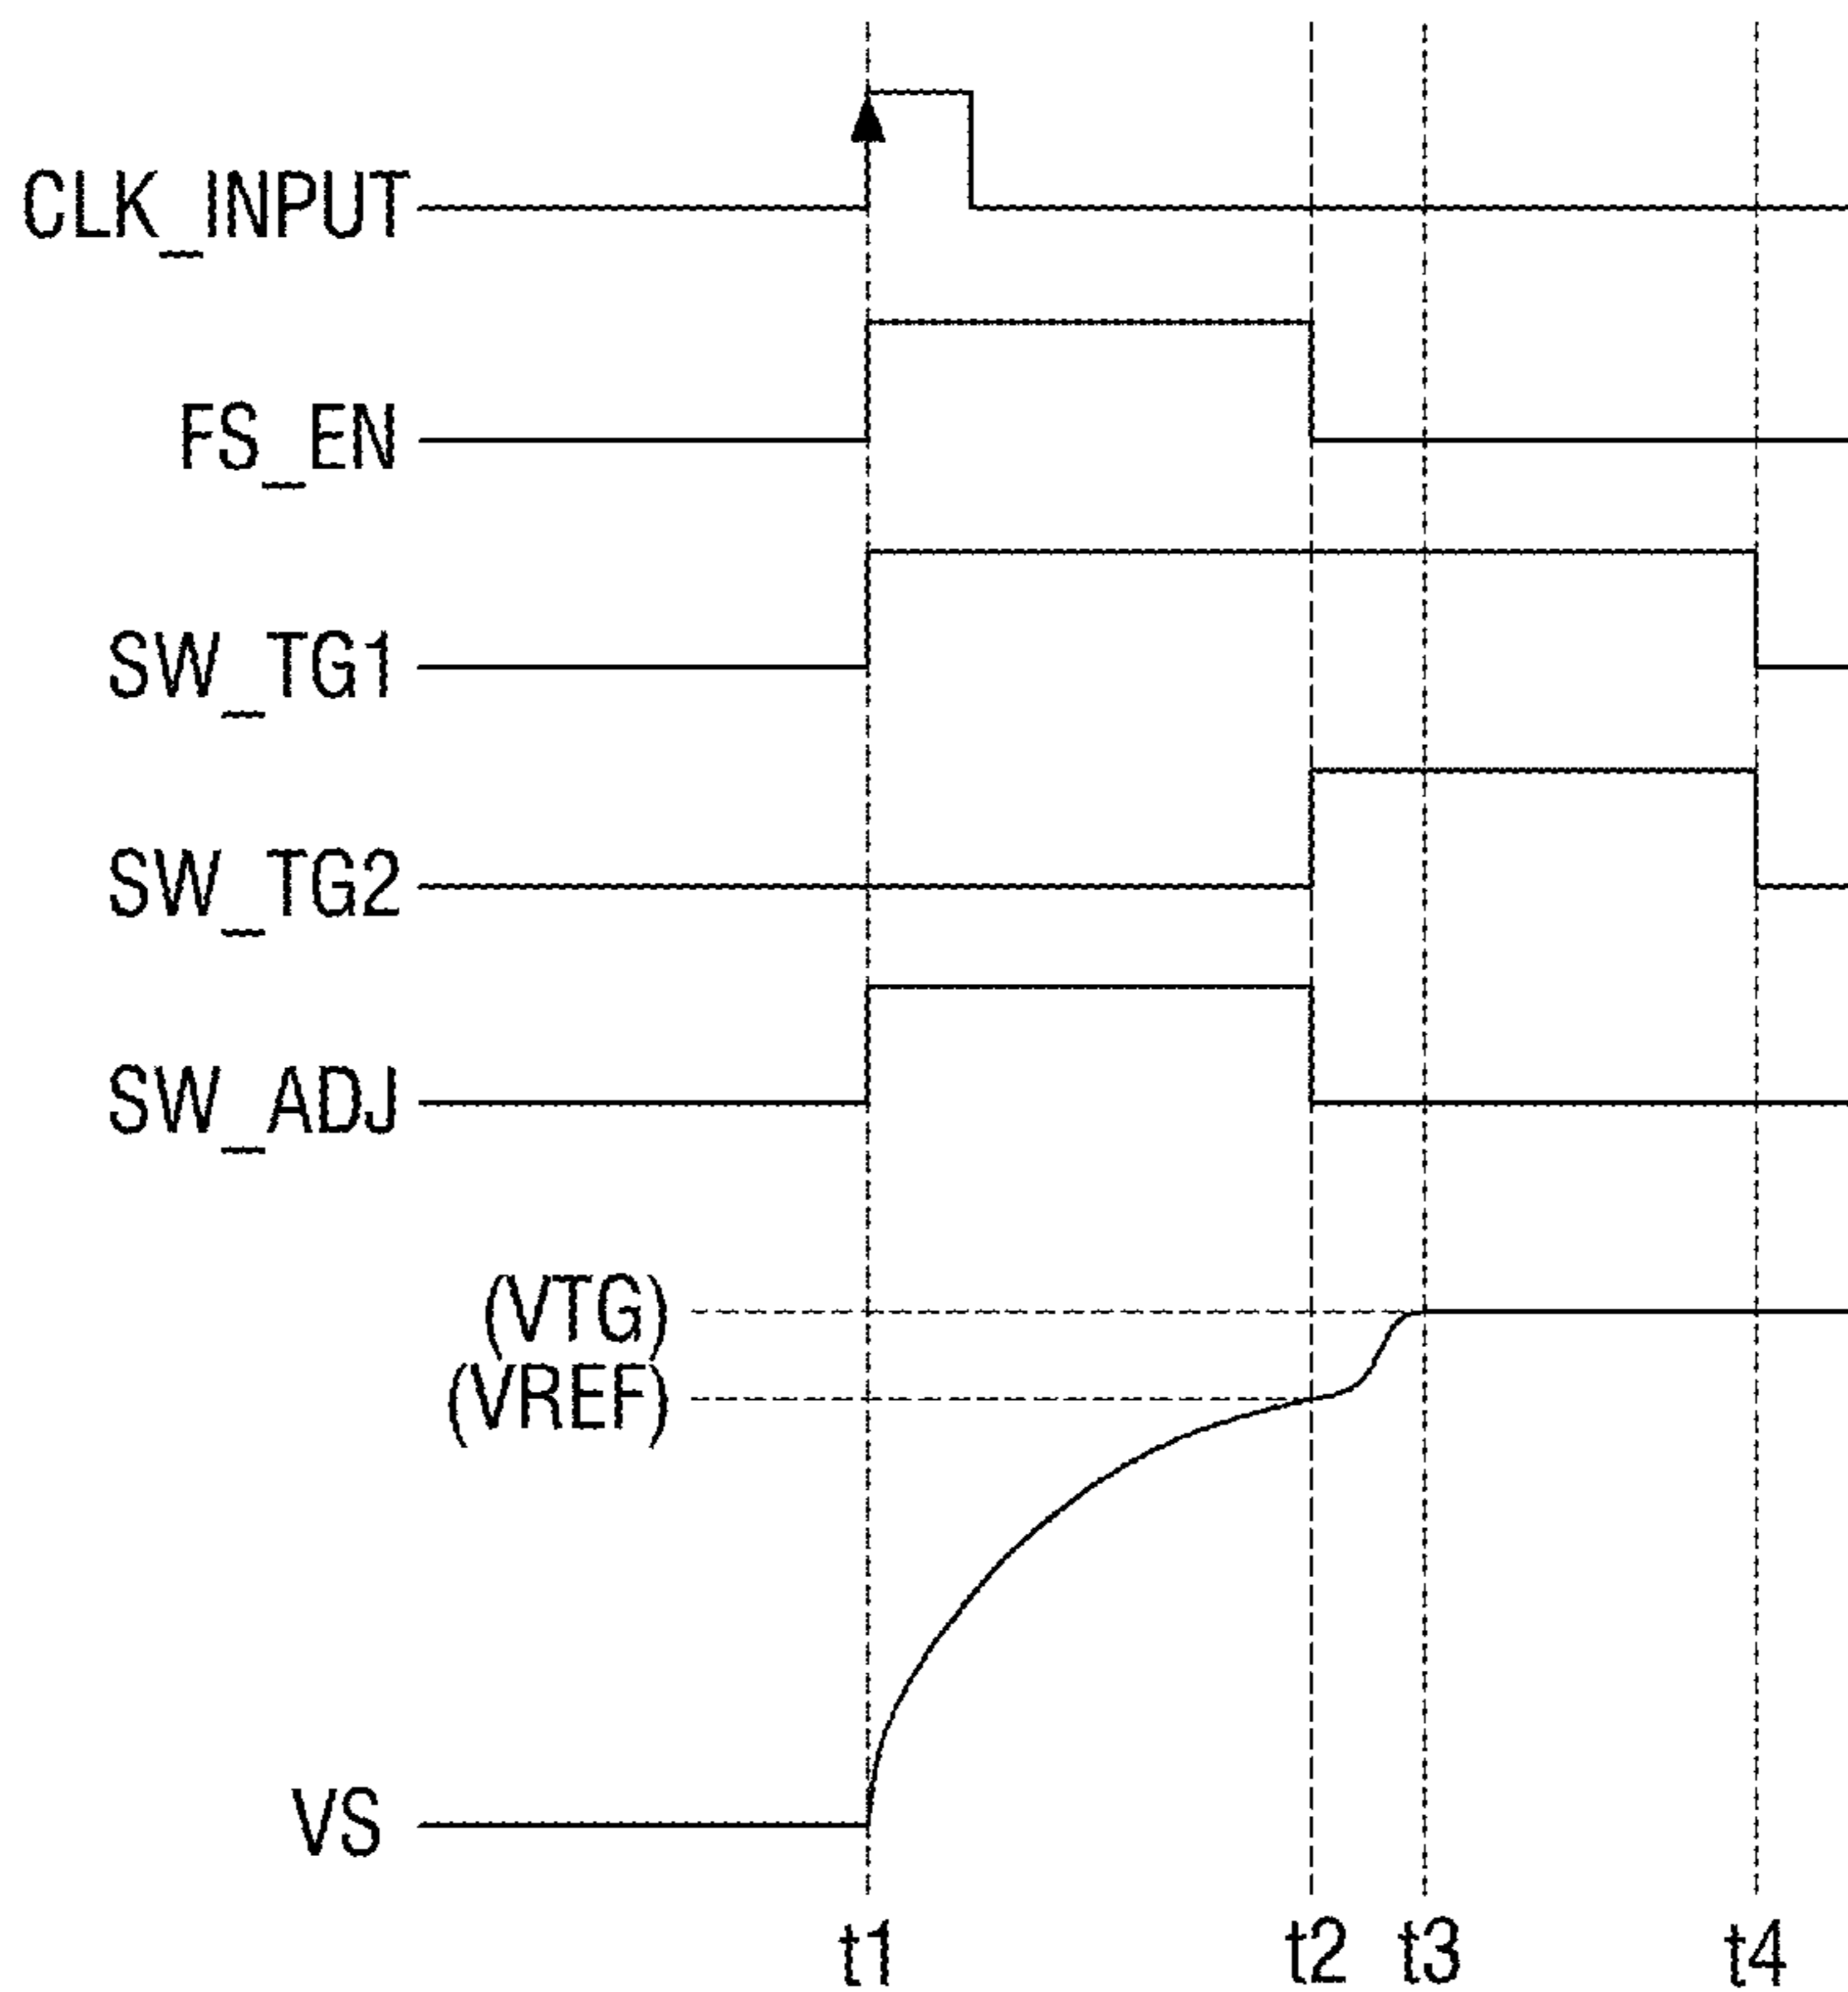 CLK_INPUT
FS_EN
SW_TG1
SW_TG2
SW_ADJ
(VTG)
(VREF)
VS
t1 t2 t3 t4